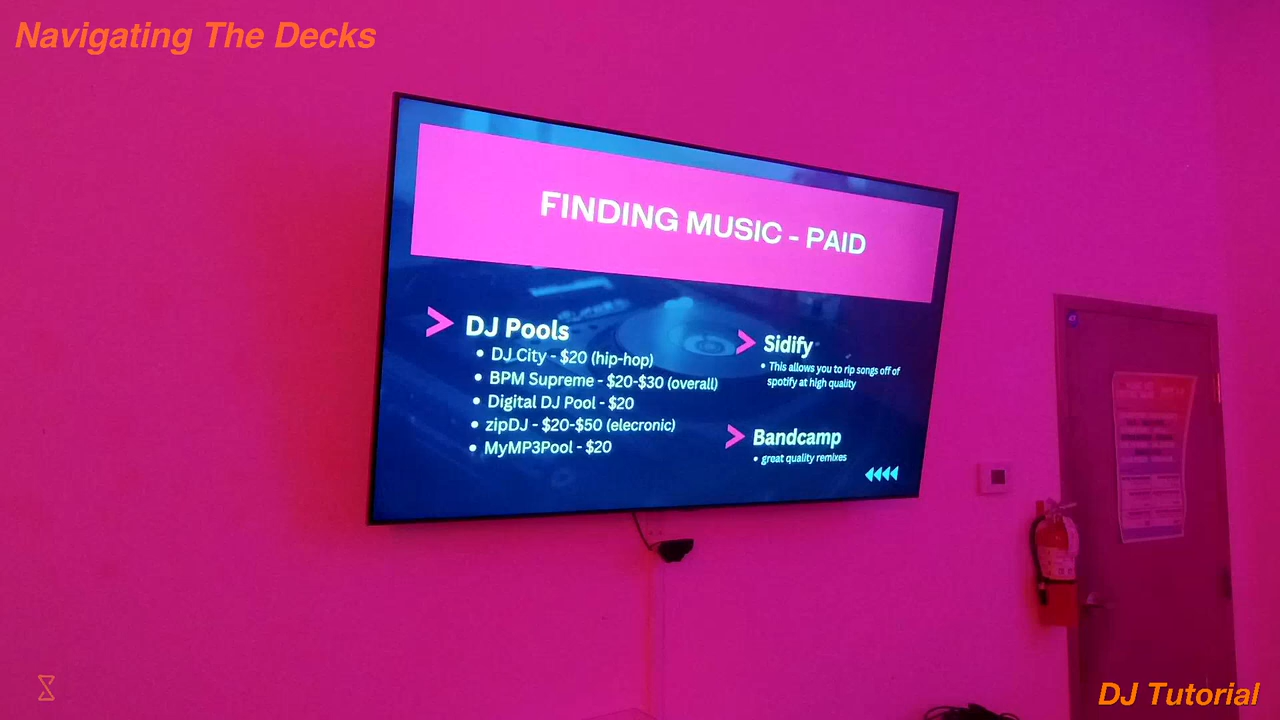 Navigating The Decks
FINDING MUSIC - PAID
DJ Pools
DJ City - $20 (hip-hop)
BPM Supreme - $20-$30 (overall)
Digital DJ Pool - $20
zipDJ - $20-$50 (elecronic)
MyMP3Pool - $20
Sidify
This allows you to rip songs off of
spotify at high quality
Bandcamp
great quality remixes
DJ Tutorial